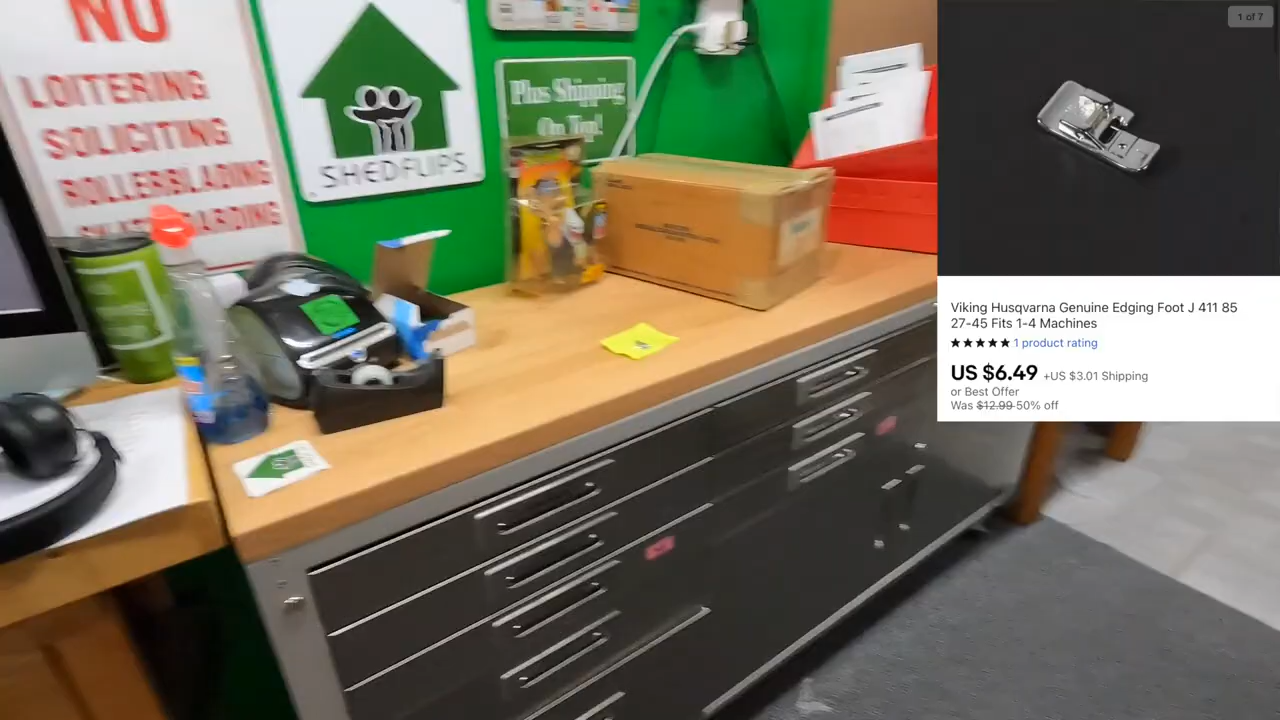 NO
LOITERING
SOLICITING
ROLLERBLADING
SHEDFLIPS
Plus Shipping
On Top!
1 of 7
Viking Husqvarna Genuine Edging Foot J 411 85
27-45 Fits 1-4 Machines
1 product rating
US $6.49 +US $3.01 Shipping
or Best Offer
Was $12.99 50% off